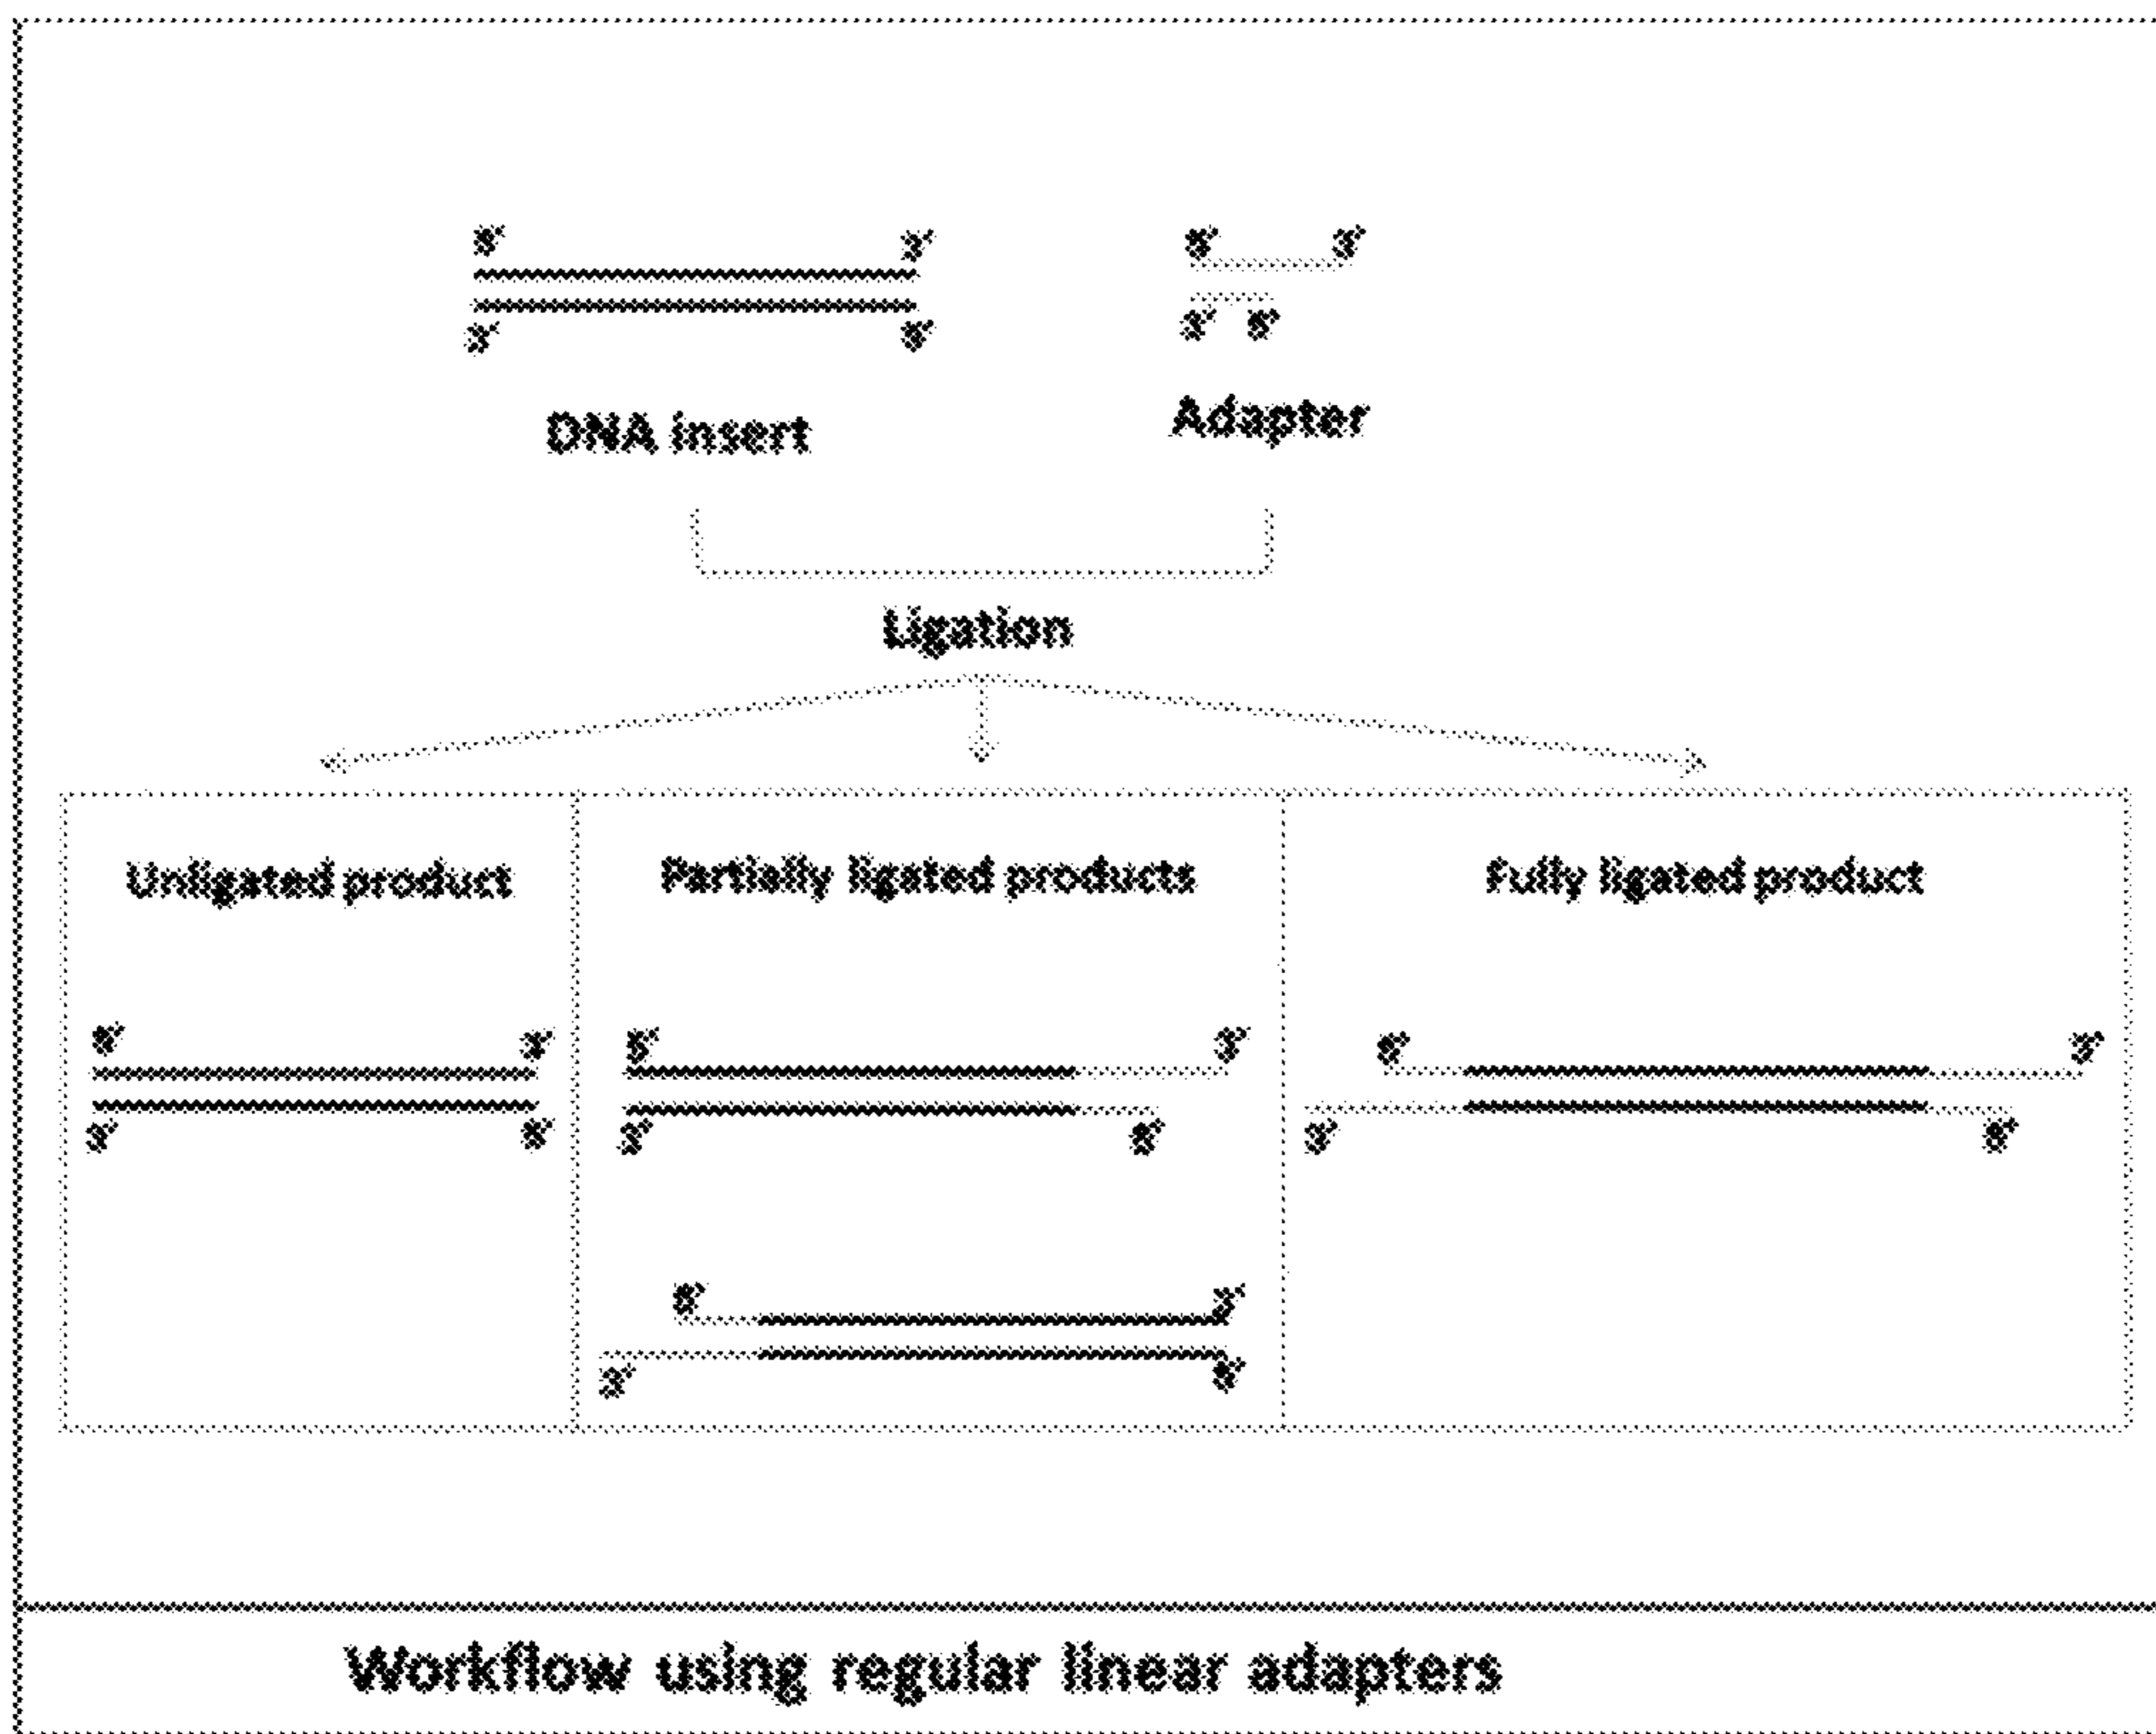 5' 3' 5' 3'
3' 5' 3' 5'
DNA insert Adapter
Ligation
Unligated product Partially ligated products Fully ligated product
5' 3' 5' 3' 5' 3'
3' 5' 3' 5' 3' 5'
5' 3'
3' 5'
Workflow using regular linear adapters